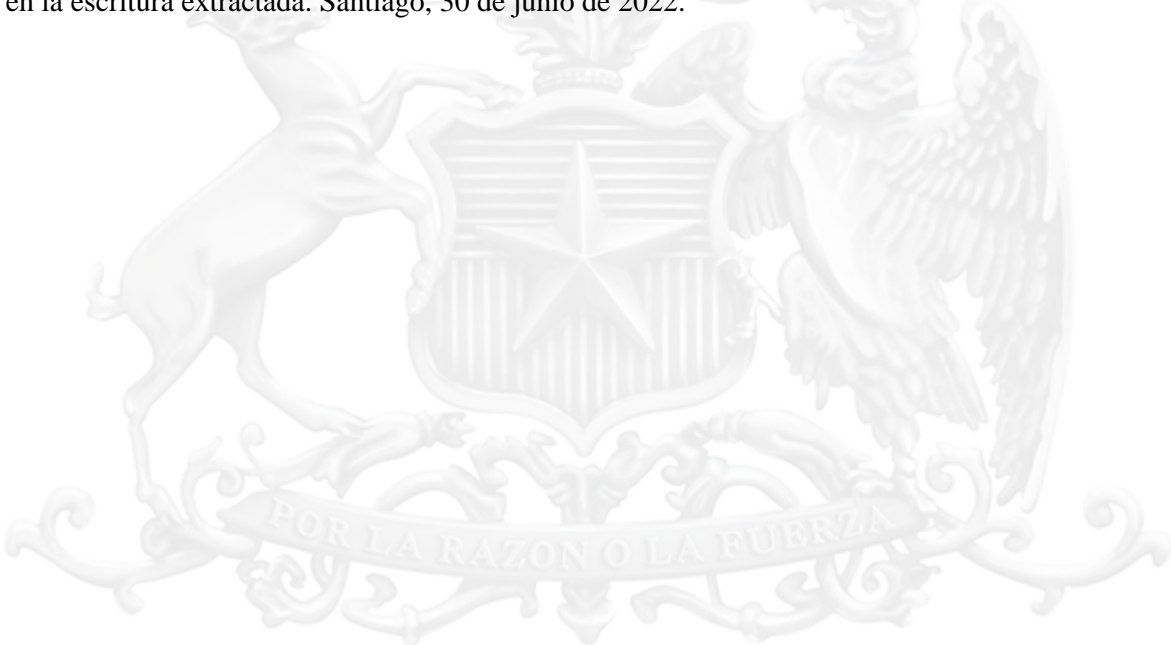 en la escritura extractada. Santiago, 30 de junio de 2022.
POR LA RAZON O LA FUERZA